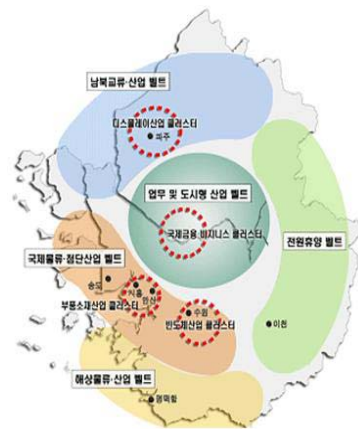 남북교류·산업 벨트
디스플레이산업 클러스터
파주
업무 및 도시형 산업 벨트
국제금융·비지니스 클러스터
전원휴양 벨트
국제물류·첨단산업 벨트
송도
시흥
안산
부품소재산업 클러스터
수원
반도체산업 클러스터
이천
해상물류·산업 벨트
평택항